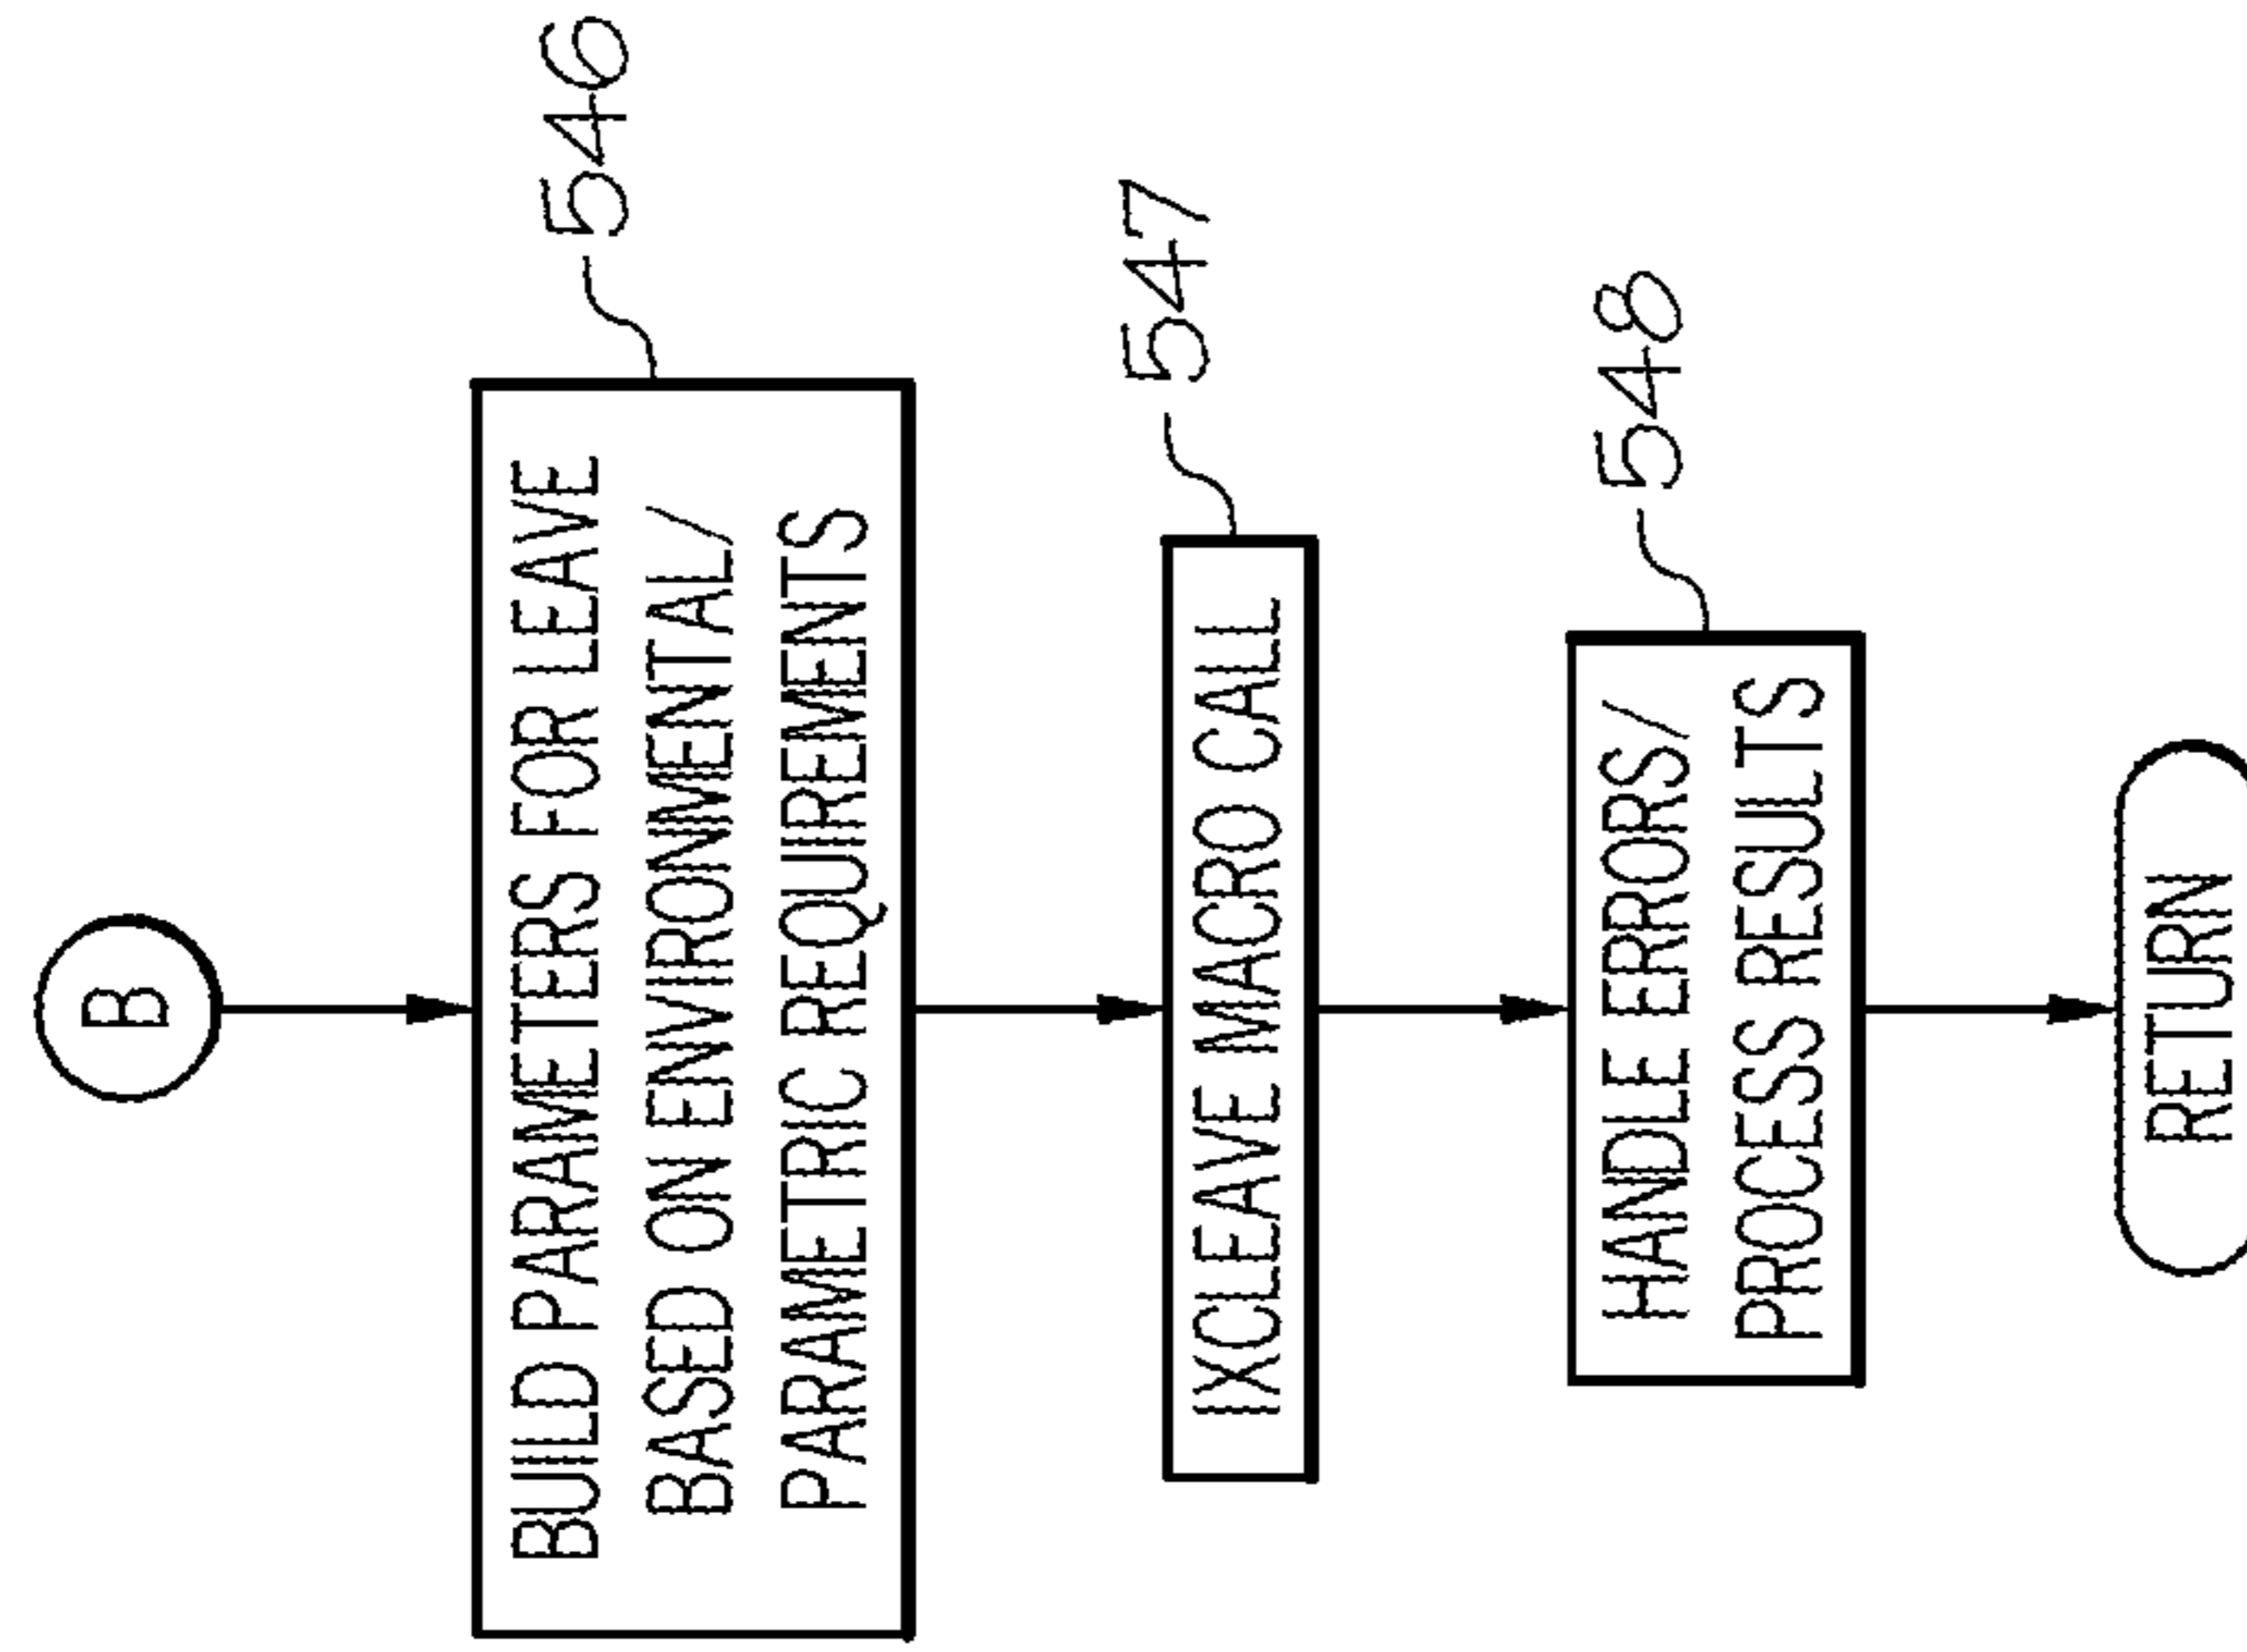 B
BUILD PARAMETERS FOR LEAVE
BASED ON ENVIRONMENTAL/
PARAMETRIC REQUIREMENTS
546
IXCLEAVE MACRO CALL
547
HANDLE ERRORS/
PROCESS RESULTS
548
RETURN